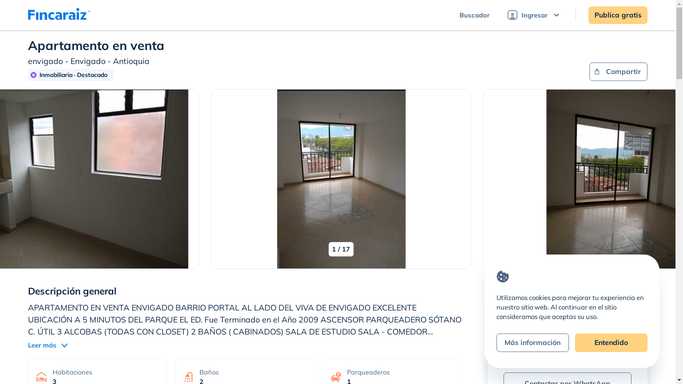 Fincaraiz
Buscador
Ingresar
Publica gratis
Apartamento en venta
envigado - Envigado - Antioquia
Inmobiliaria - Destacado
Compartir
1 / 17
Descripción general
APARTAMENTO EN VENTA ENVIGADO BARRIO PORTAL AL LADO DEL VIVA DE ENVIGADO EXCELENTE
UBICACIÓN A 5 MINUTOS DEL PARQUE EL ED. Fue Terminado en el Año 2009 ASCENSOR PARQUEADERO SÓTANO
C. ÚTIL 3 ALCOBAS (TODAS CON CLOSET) 2 BAÑOS ( CABINADOS) SALA DE ESTUDIO SALA - COMEDOR...
Leer más
Habitaciones
3
Baños
2
Parqueaderos
1
Utilizamos cookies para mejorar tu experiencia en
nuestro sitio web. Al continuar en el sitio
consideramos que aceptas su uso.
Más información
Entendido
Contactar por WhatsApp